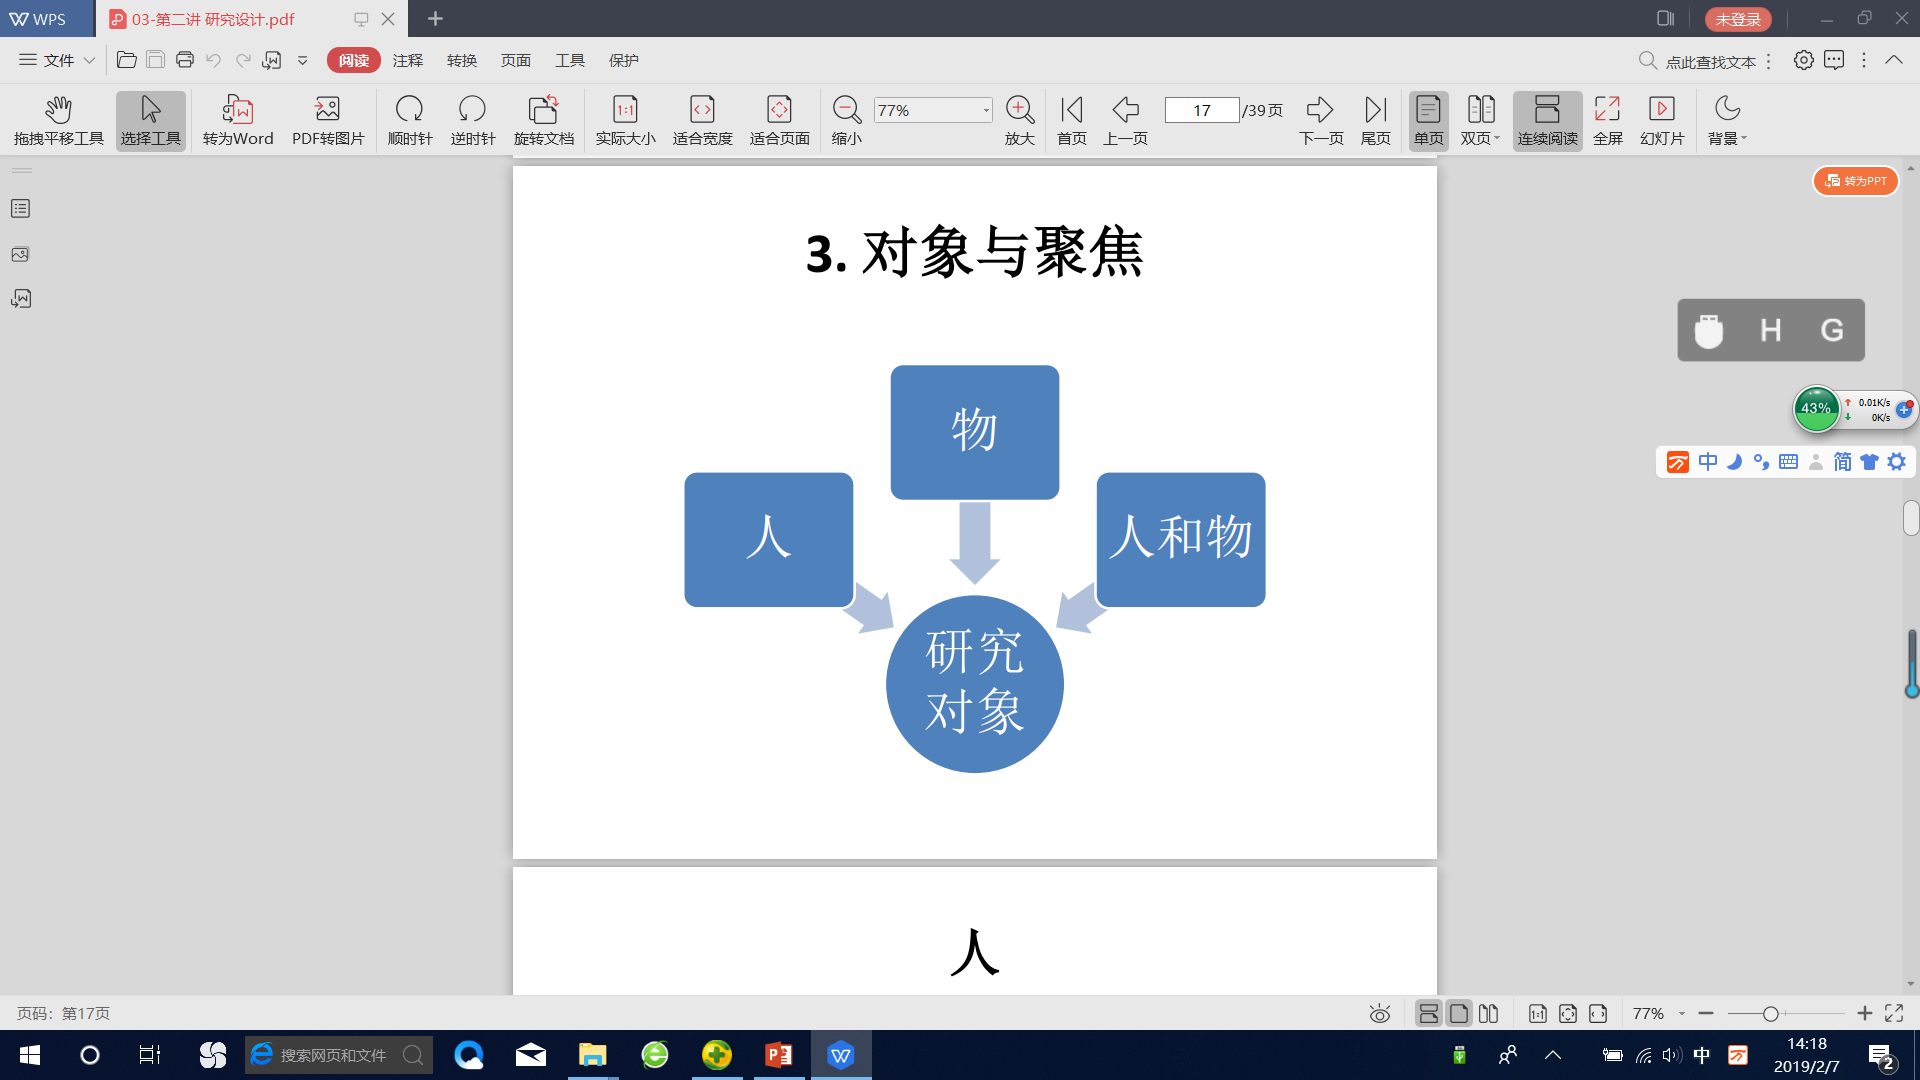 WPS
03-第二讲 研究设计.pdf
未登录
文件
阅读
注释
转换
页面
工具
保护
点此查找文本
拖拽平移工具
选择工具
转为Word
PDF转图片
顺时针
逆时针
旋转文档
1:1
实际大小
适合宽度
适合页面
缩小
77%
放大
首页
上一页
17
/39页
下一页
尾页
单页
双页
连续阅读
全屏
幻灯片
背景
转为PPT
3. 对象与聚焦
物
人
人和物
研究
对象
人
H G
43%
0.01K/s
0K/s
中
简
页码: 第17页
1:1
77%
搜索网页和文件
中
14:18
2019/2/7
2